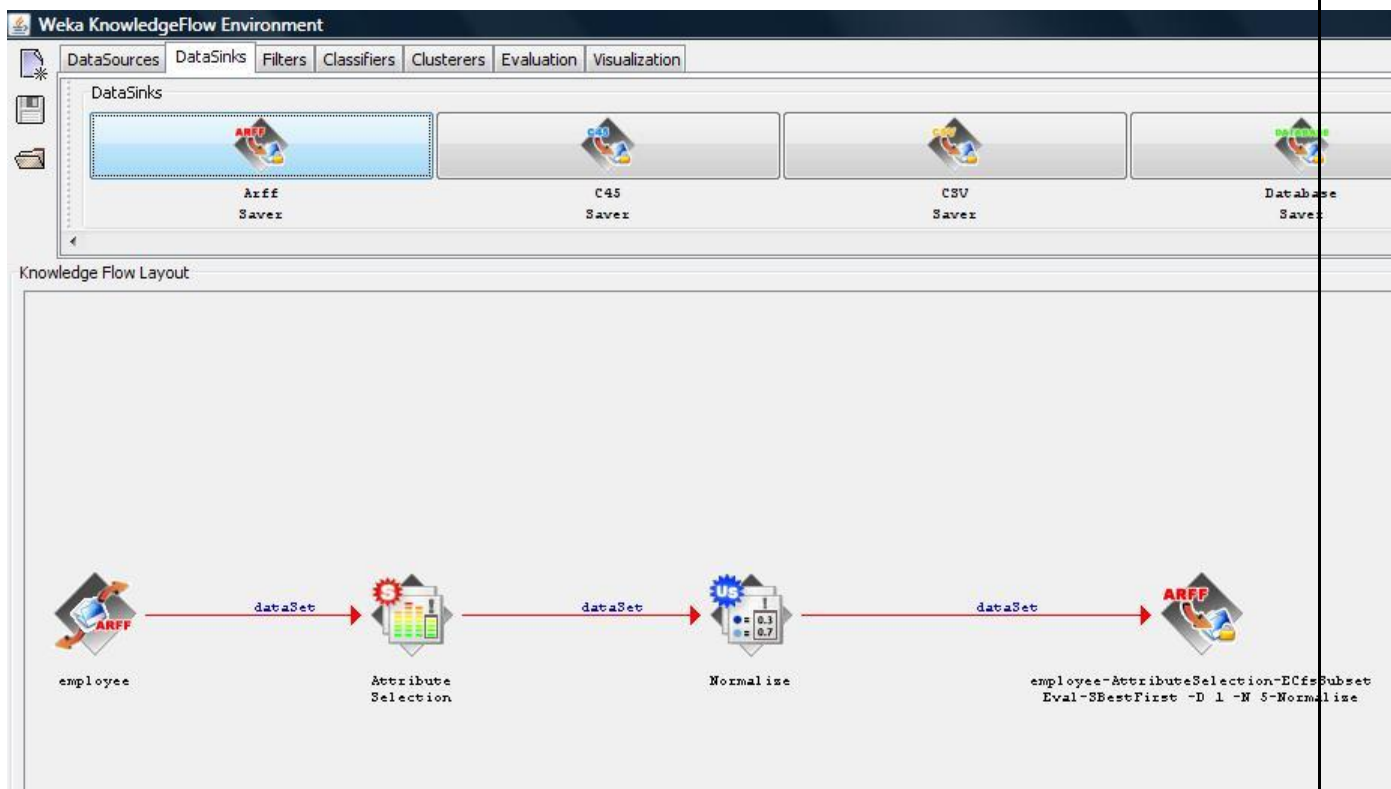 Weka KnowledgeFlow Environment
DataSources DataSinks Filters Classifiers Clusterers Evaluation Visualization
DataSinks
ARFF C45 CSV DATABASE
Arff C45 CSV Database
Saver Saver Saver Saver
Knowledge Flow Layout
dataSet dataSet dataSet
ARFF S US 0.3 0.7 ARFF
employee Attribute Normalize employee-AttributeSelection-ECfsSubset
Selection Eval-SBestFirst -D 1 -N 5-Normalize